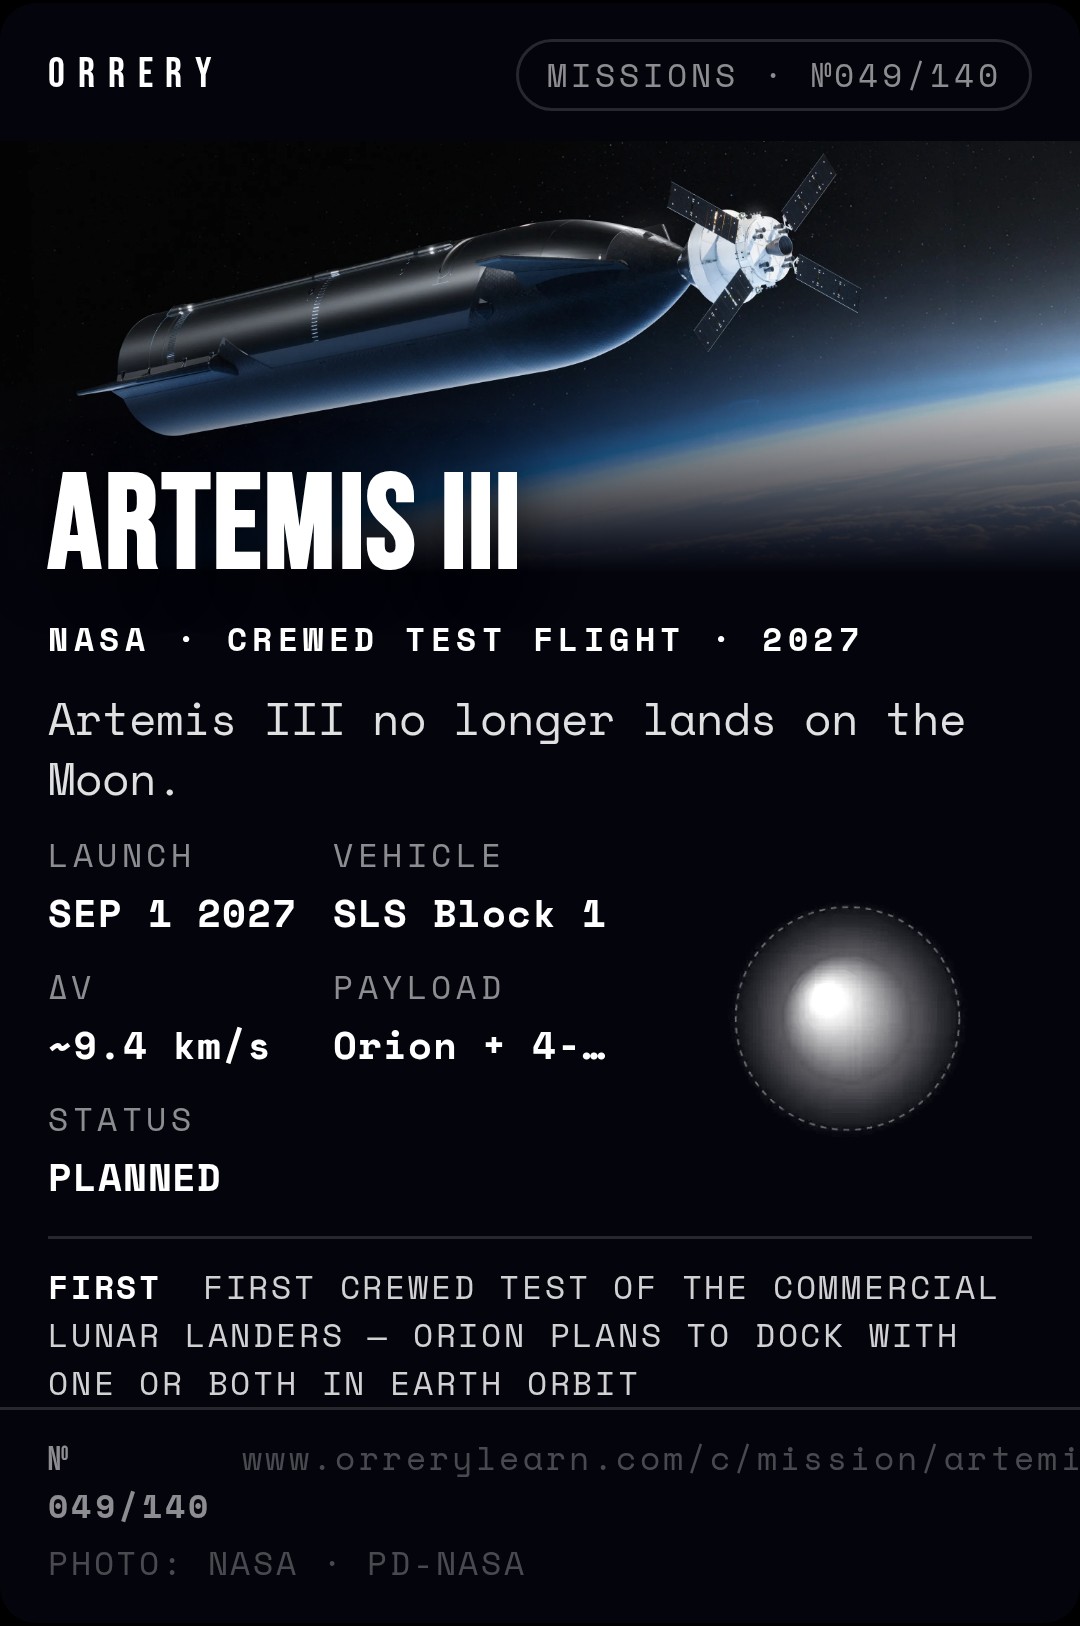 ORRERY
MISSIONS · №049/140
ARTEMIS III
NASA · CREWED TEST FLIGHT · 2027
Artemis III no longer lands on the
Moon.
LAUNCH VEHICLE
SEP 1 2027 SLS Block 1
ΔV PAYLOAD
~9.4 km/s Orion + 4-…
STATUS
PLANNED
FIRST FIRST CREWED TEST OF THE COMMERCIAL
LUNAR LANDERS — ORION PLANS TO DOCK WITH
ONE OR BOTH IN EARTH ORBIT
№ www.orrerylearn.com/c/mission/artemi
049/140
PHOTO: NASA · PD-NASA